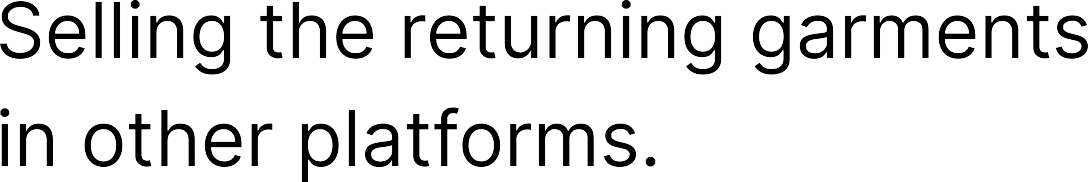 Selling the returning garments
in other platforms.